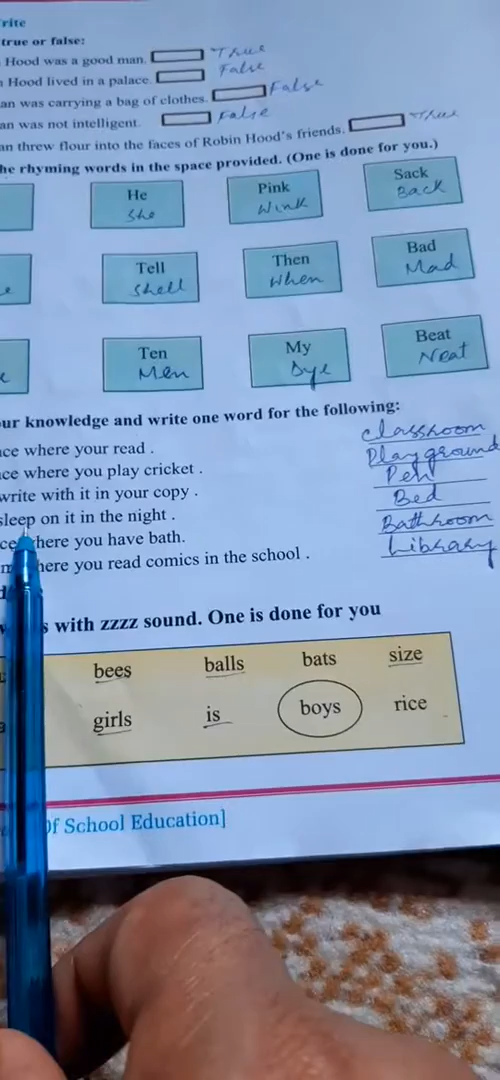 rite
true or false:
Hood was a good man. True
Hood lived in a palace. False
an was carrying a bag of clothes. False
an was not intelligent. False
an threw flour into the faces of Robin Hood's friends. True
he rhyming words in the space provided. (One is done for you.)
He Pink Sack
She Wink Back
Tell Then Bad
Shell When Mad
Ten My Beat
Men Dye Neat
ur knowledge and write one word for the following:
ce where your read . Classroom
ce where you play cricket . Playground
write with it in your copy . Pen
sleep on it in the night . Bed
ce where you have bath. Bathroom
m here you read comics in the school . Library
s with zzzz sound. One is done for you
bees balls bats size
girls is boys rice
Of School Education]